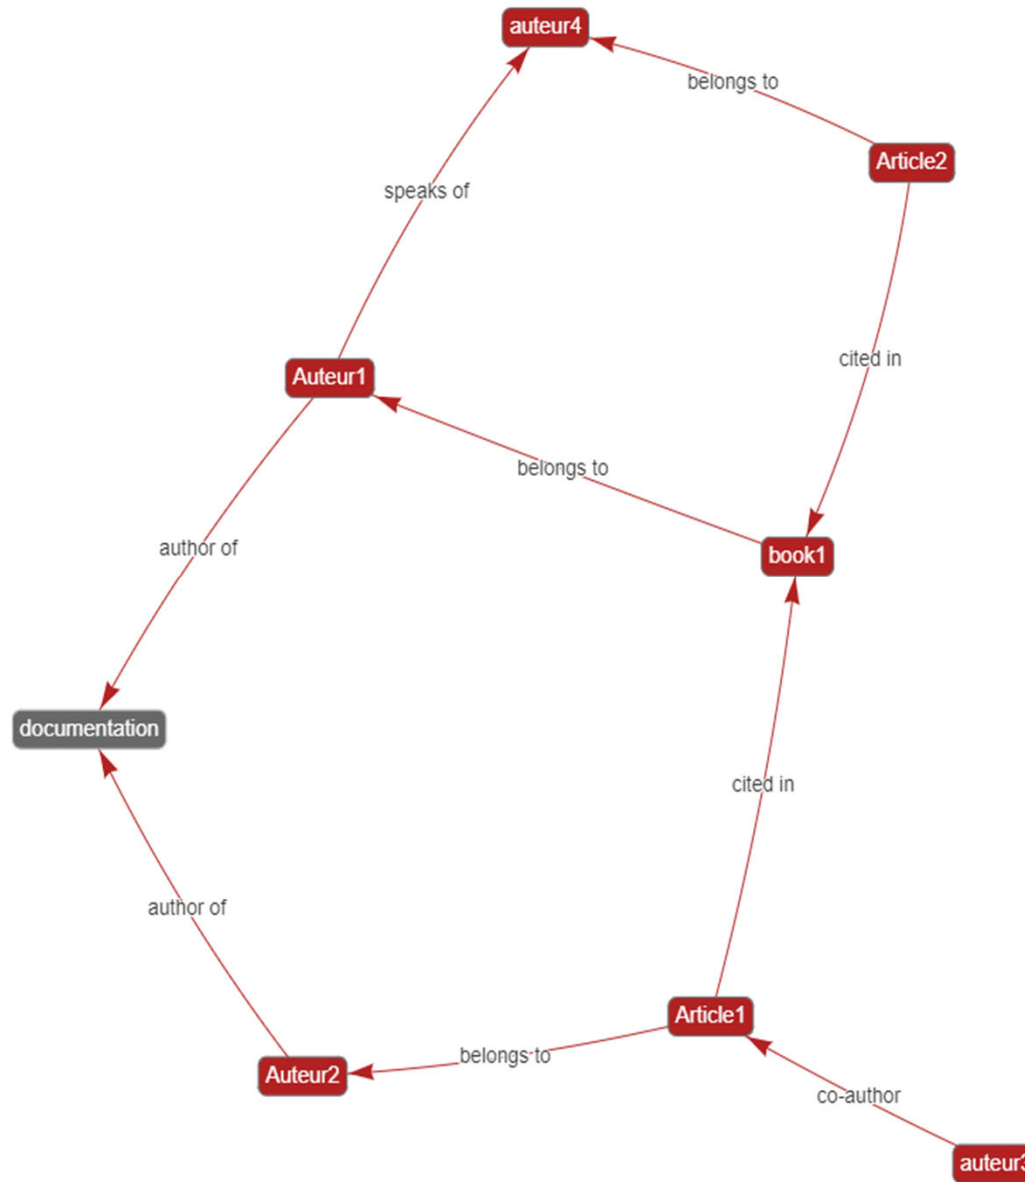 auteur4
belongs to
Article2
speaks of
cited in
Auteur1
belongs to
author of
book1
documentation
cited in
author of
Article1
belongs to
Auteur2
co-author
auteur3